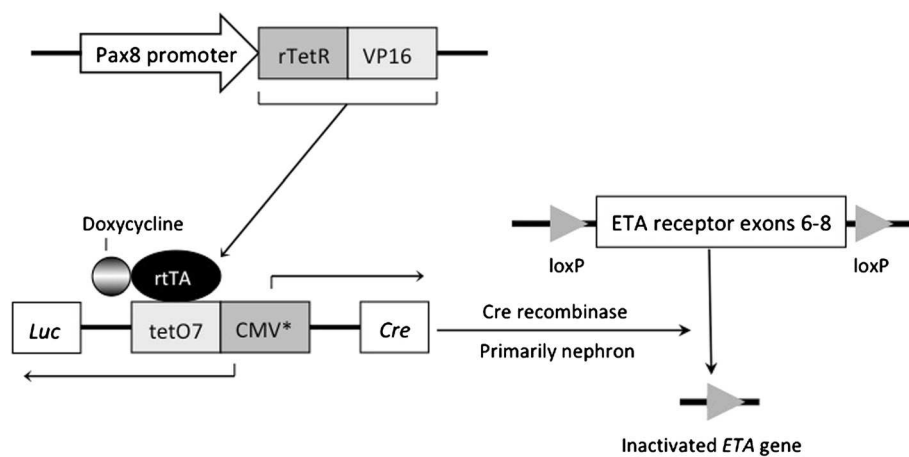 Pax8 promoter
rTetR
VP16
Doxycycline
rtTA
Luc
tetO7
CMV*
Cre
Cre recombinase
Primarily nephron
ETA receptor exons 6-8
loxP
loxP
Inactivated ETA gene